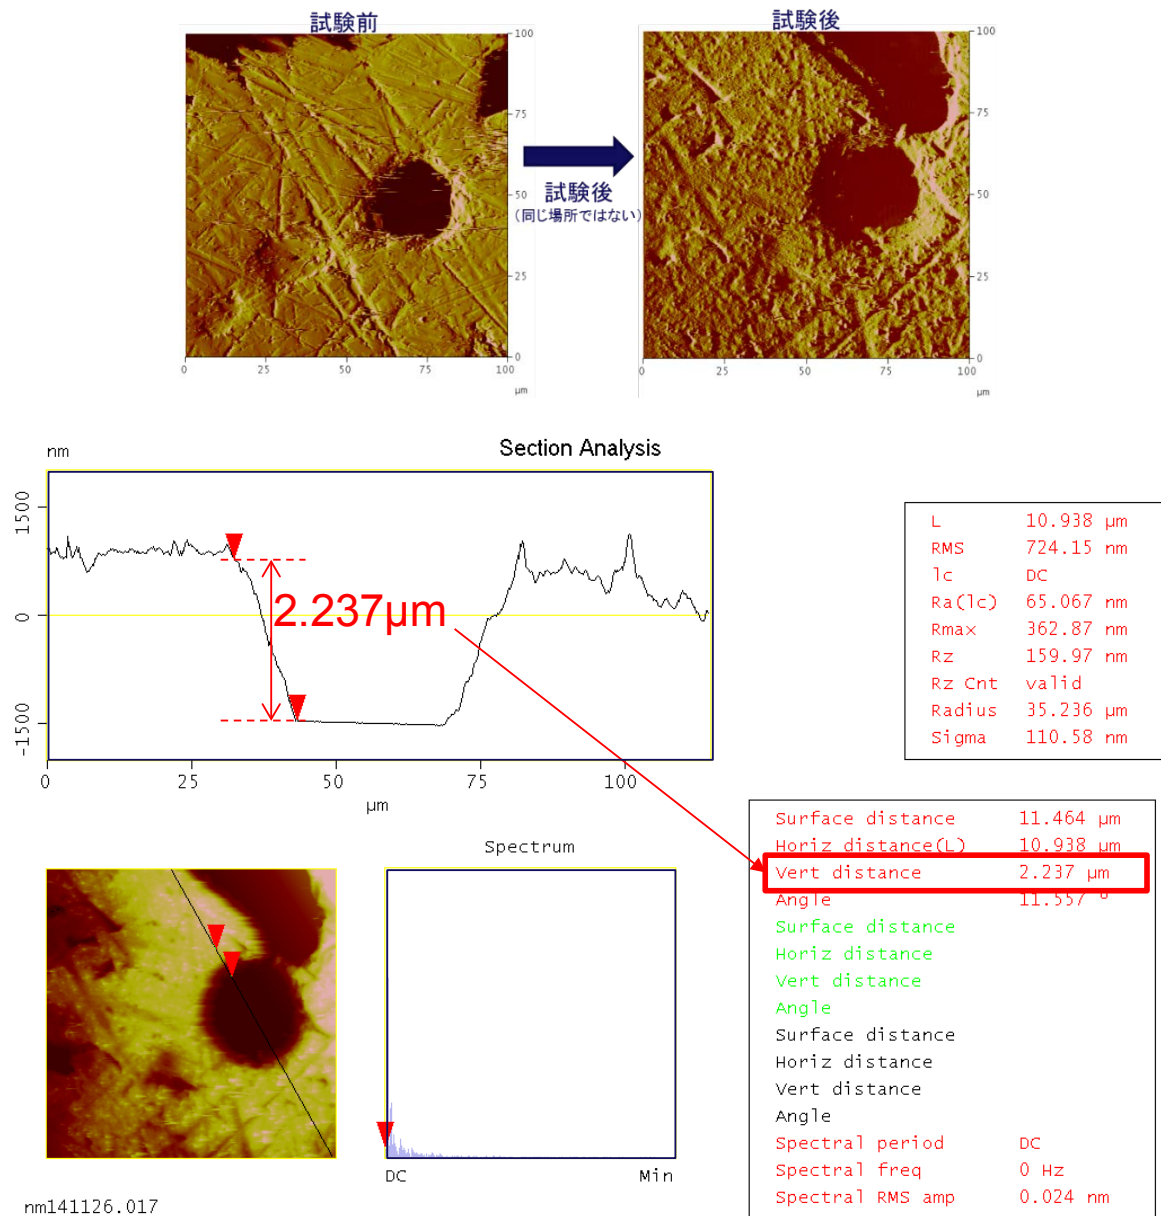 試験前
試験後
100
75
50
25
0
0 25 50 75 100
μm
試験後
(同じ場所ではない)
100
75
50
25
0
0 25 50 75 100
μm
Section Analysis
nm
1500
0
-1500
2.237μm
0 25 50 75 100
μm
L 10.938 μm
RMS 724.15 nm
lc DC
Ra(lc) 65.067 nm
Rmax 362.87 nm
Rz 159.97 nm
Rz Cnt valid
Radius 35.236 μm
Sigma 110.58 nm
Surface distance 11.464 μm
Horiz distance(L) 10.938 μm
Vert distance 2.237 μm
Angle 11.557 °
Surface distance
Horiz distance
Vert distance
Angle
Surface distance
Horiz distance
Vert distance
Angle
Spectral period DC
Spectral freq 0 Hz
Spectral RMS amp 0.024 nm
Spectrum
DC Min
nm141126.017